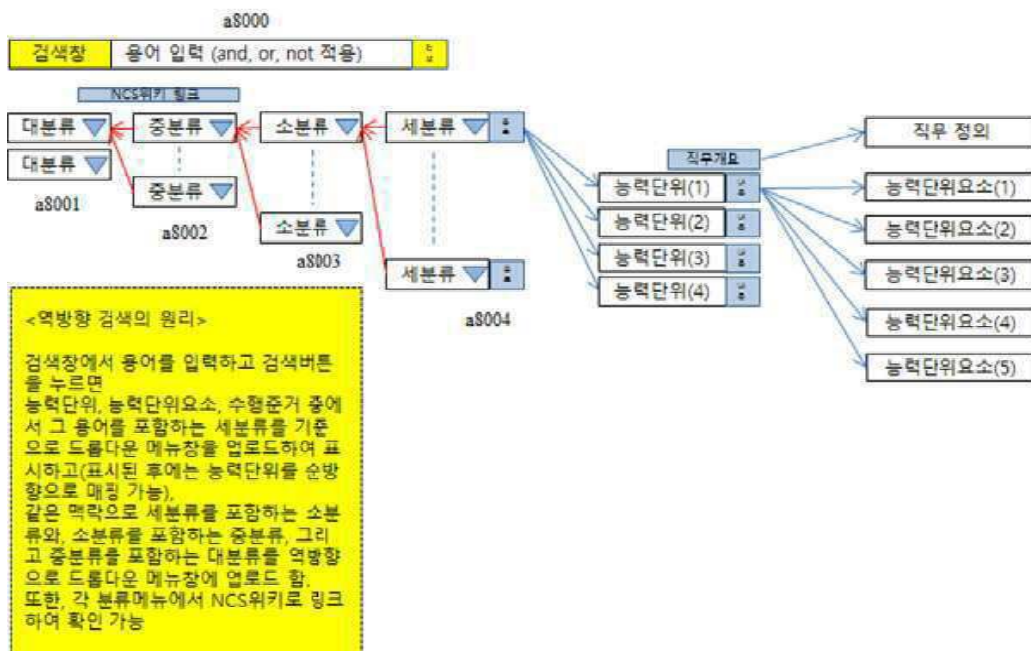 a8000
검색창 용어 입력 (and, or, not 적용)
NCS위키 링크
대분류 중분류 소분류 세분류
대분류
a8001
중분류
a8002
소분류
a8003
세분류
a8004
직무개요
직무 정의
능력단위(1)
능력단위(2)
능력단위(3)
능력단위(4)
능력단위요소(1)
능력단위요소(2)
능력단위요소(3)
능력단위요소(4)
능력단위요소(5)
<역방향 검색의 원리>
검색창에서 용어를 입력하고 검색버튼
을 누르면
능력단위, 능력단위요소, 수행준거 중에
서 그 용어를 포함하는 세분류를 기준
으로 드롭다운 메뉴창을 업로드하여 표
시하고(표시된 후에는 능력단위를 순방
향으로 매핑 가능),
같은 맥락으로 세분류를 포함하는 소분
류와, 소분류를 포함하는 중분류, 그리
고 중분류를 포함하는 대분류를 역방향
으로 드롭다운 메뉴창에 업로드 함.
또한, 각 분류메뉴에서 NCS위키로 링크
하여 확인 가능